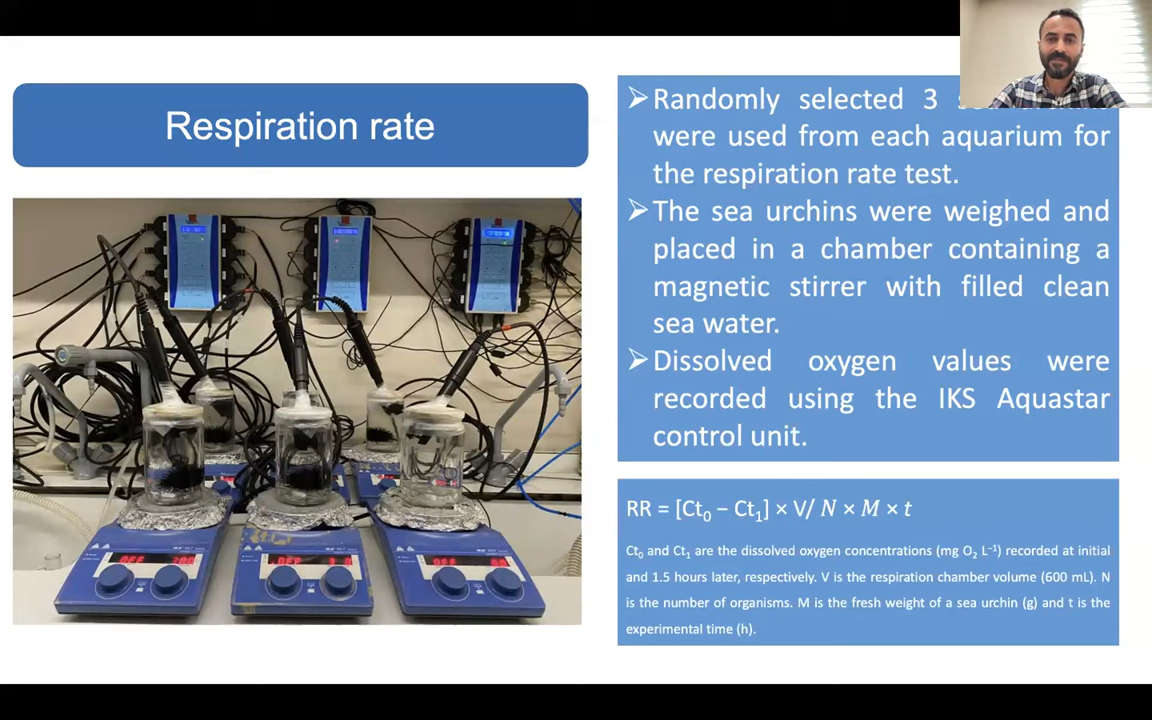 Respiration rate
➢Randomly selected 3
were used from each aquarium for
the respiration rate test.
➢The sea urchins were weighed and
placed in a chamber containing a
magnetic stirrer with filled clean
sea water.
➢Dissolved oxygen values were
recorded using the IKS Aquastar
control unit.
RR = [Ct₀ − Ct₁] × V/ N × M × t
Ct₀ and Ct₁ are the dissolved oxygen concentrations (mg O₂ L⁻¹) recorded at initial
and 1.5 hours later, respectively. V is the respiration chamber volume (600 mL). N
is the number of organisms. M is the fresh weight of a sea urchin (g) and t is the
experimental time (h).
OFF
OFF
OFF